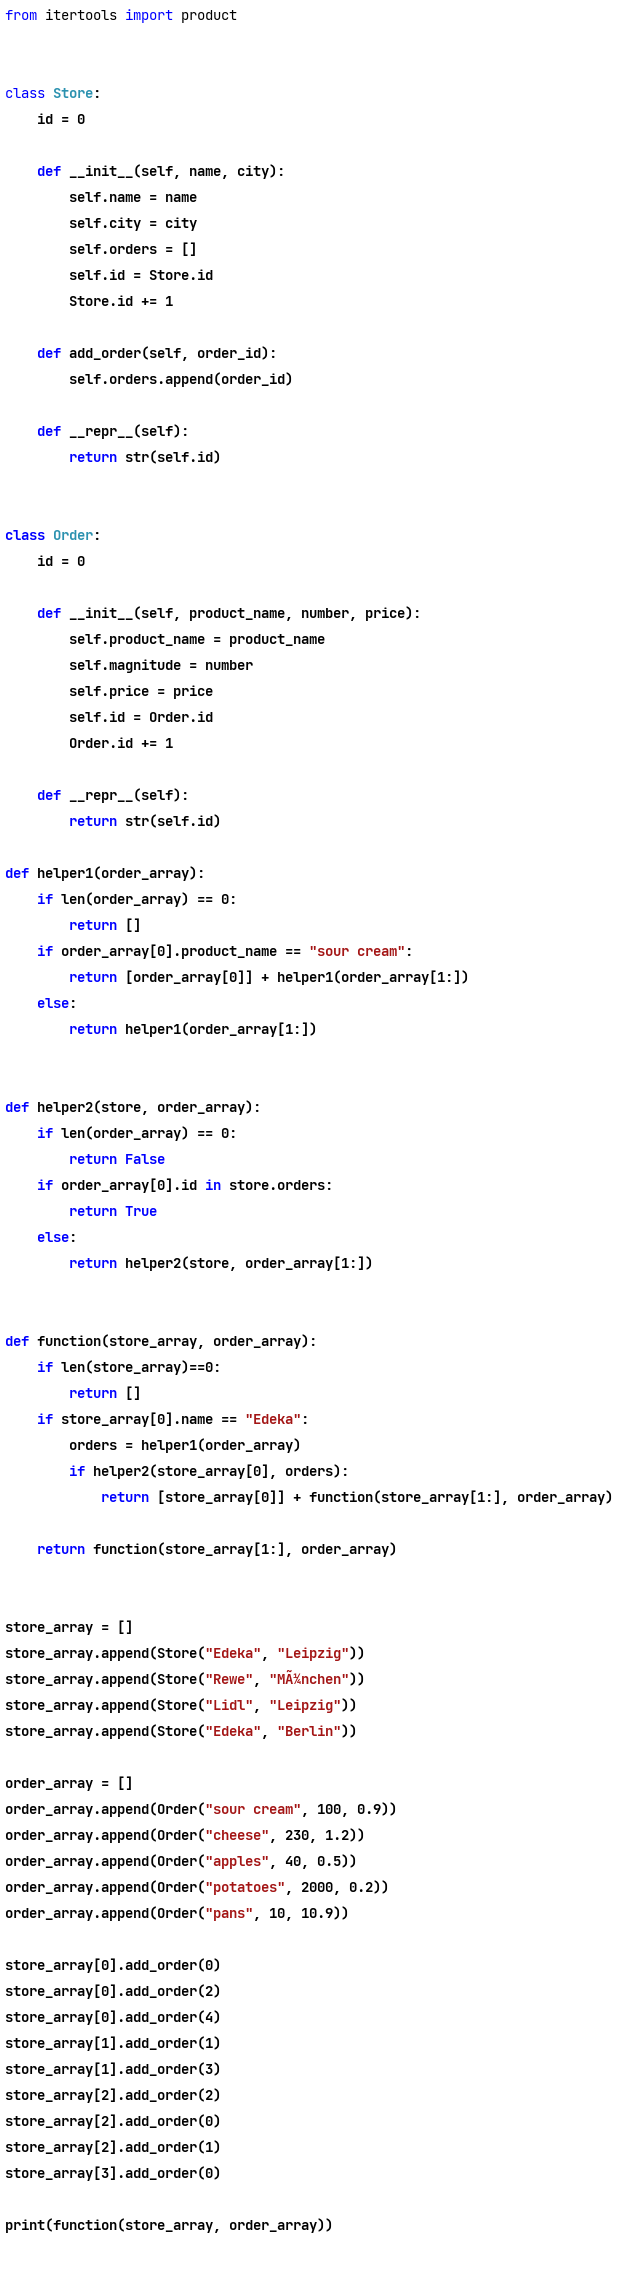 from itertools import product
class Store:
    id = 0
    def __init__(self, name, city):
        self.name = name
        self.city = city
        self.orders = []
        self.id = Store.id
        Store.id += 1
    def add_order(self, order_id):
        self.orders.append(order_id)
    def __repr__(self):
        return str(self.id)
class Order:
    id = 0
    def __init__(self, product_name, number, price):
        self.product_name = product_name
        self.magnitude = number
        self.price = price
        self.id = Order.id
        Order.id += 1
    def __repr__(self):
        return str(self.id)
def helper1(order_array):
    if len(order_array) == 0:
        return []
    if order_array[0].product_name == "sour cream":
        return [order_array[0]] + helper1(order_array[1:])
    else:
        return helper1(order_array[1:])
def helper2(store, order_array):
    if len(order_array) == 0:
        return False
    if order_array[0].id in store.orders:
        return True
    else:
        return helper2(store, order_array[1:])
def function(store_array, order_array):
    if len(store_array)==0:
        return []
    if store_array[0].name == "Edeka":
        orders = helper1(order_array)
        if helper2(store_array[0], orders):
            return [store_array[0]] + function(store_array[1:], order_array)
    return function(store_array[1:], order_array)
store_array = []
store_array.append(Store("Edeka", "Leipzig"))
store_array.append(Store("Rewe", "MÃ¼nchen"))
store_array.append(Store("Lidl", "Leipzig"))
store_array.append(Store("Edeka", "Berlin"))
order_array = []
order_array.append(Order("sour cream", 100, 0.9))
order_array.append(Order("cheese", 230, 1.2))
order_array.append(Order("apples", 40, 0.5))
order_array.append(Order("potatoes", 2000, 0.2))
order_array.append(Order("pans", 10, 10.9))
store_array[0].add_order(0)
store_array[0].add_order(2)
store_array[0].add_order(4)
store_array[1].add_order(1)
store_array[1].add_order(3)
store_array[2].add_order(2)
store_array[2].add_order(0)
store_array[2].add_order(1)
store_array[3].add_order(0)
print(function(store_array, order_array))